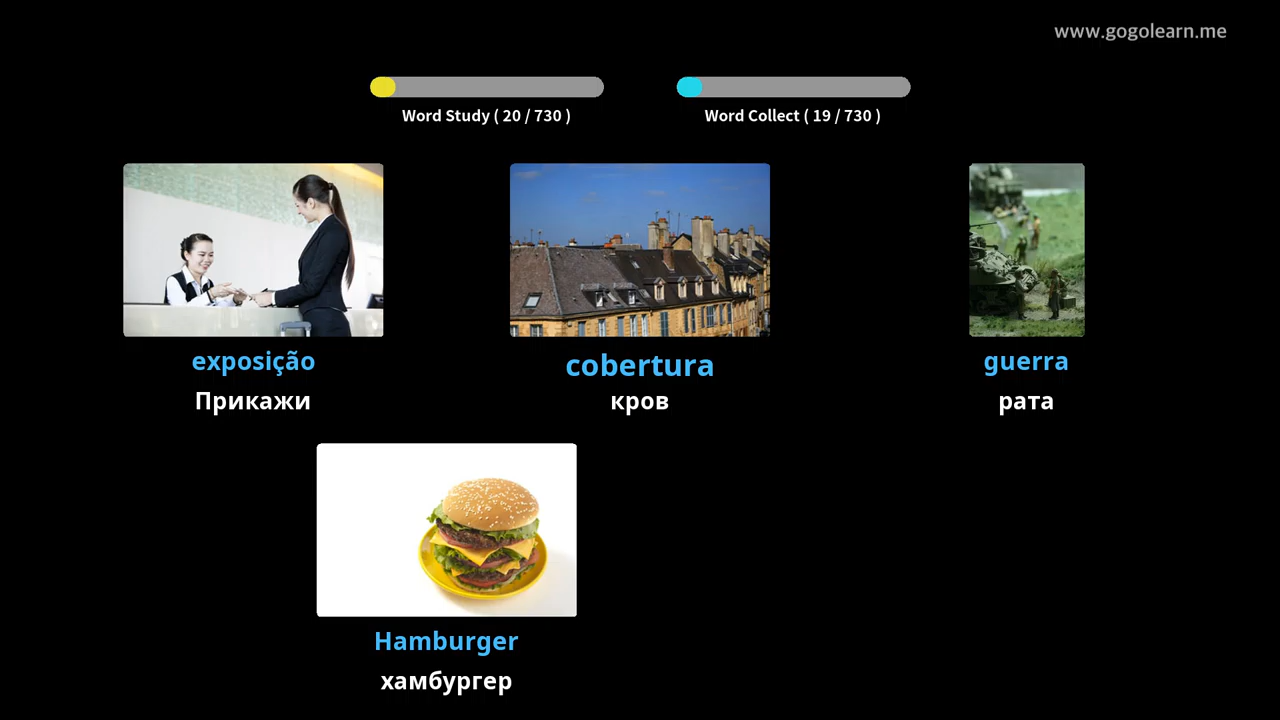 www.gogolearn.me
Word Study ( 20 / 730 )
Word Collect ( 19 / 730 )
exposição
Прикажи
cobertura
кров
guerra
рата
Hamburger
хамбургер